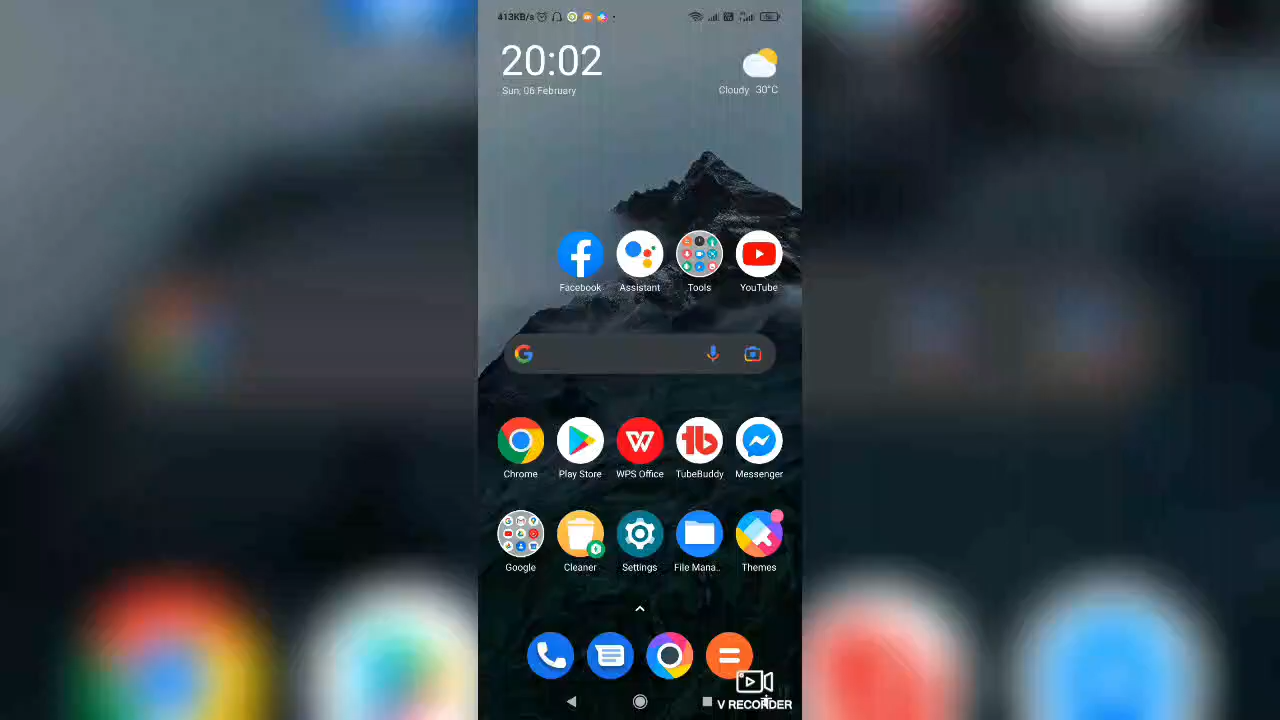 413KB/s
20:02
Sun, 06 February
Cloudy 30°C
Facebook
Assistant
Tools
YouTube
Chrome
Play Store
WPS Office
TubeBuddy
Messenger
Google
Cleaner
Settings
File Mana..
Themes
V RECORDER